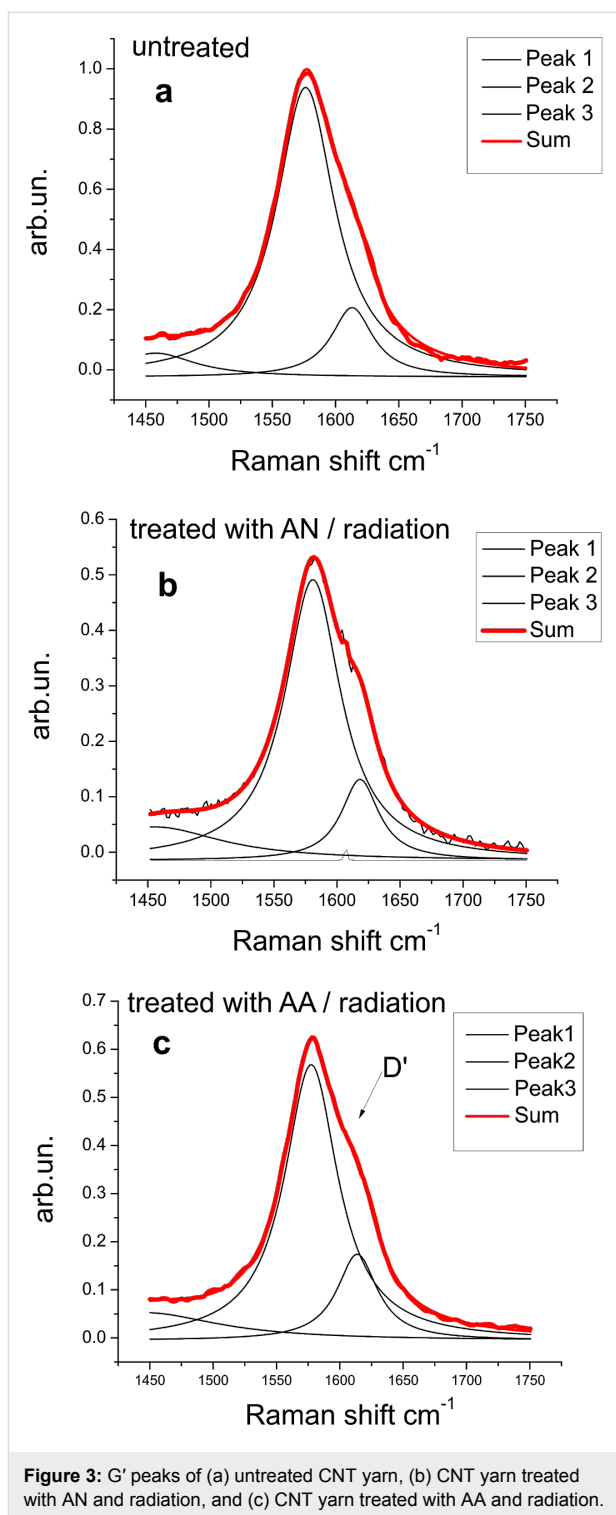 untreated
a
Peak 1
Peak 2
Peak 3
Sum
arb.un.
1.0
0.8
0.6
0.4
0.2
0.0
1450 1500 1550 1600 1650 1700 1750
Raman shift cm-1
treated with AN / radiation
b
Peak 1
Peak 2
Peak 3
Sum
arb.un.
0.6
0.5
0.4
0.3
0.2
0.1
0.0
1450 1500 1550 1600 1650 1700 1750
Raman shift cm-1
treated with AA / radiation
c
D'
Peak1
Peak2
Peak3
Sum
arb.un.
0.7
0.6
0.5
0.4
0.3
0.2
0.1
0.0
1450 1500 1550 1600 1650 1700 1750
Raman shift cm-1
Figure 3: G′ peaks of (a) untreated CNT yarn, (b) CNT yarn treated
with AN and radiation, and (c) CNT yarn treated with AA and radiation.